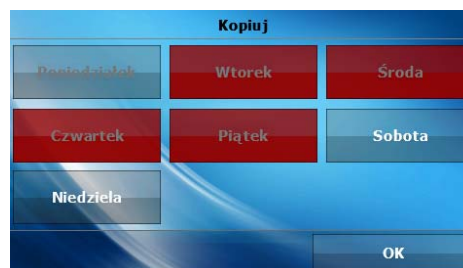 Kopiuj
Poniedziałek Wtorek Środa
Czwartek Piątek Sobota
Niedziela
OK